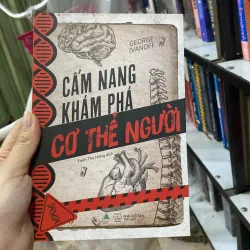 GEORGE
IVANOFF
CẨM NANG
KHÁM PHÁ
CƠ THỂ NGƯỜI